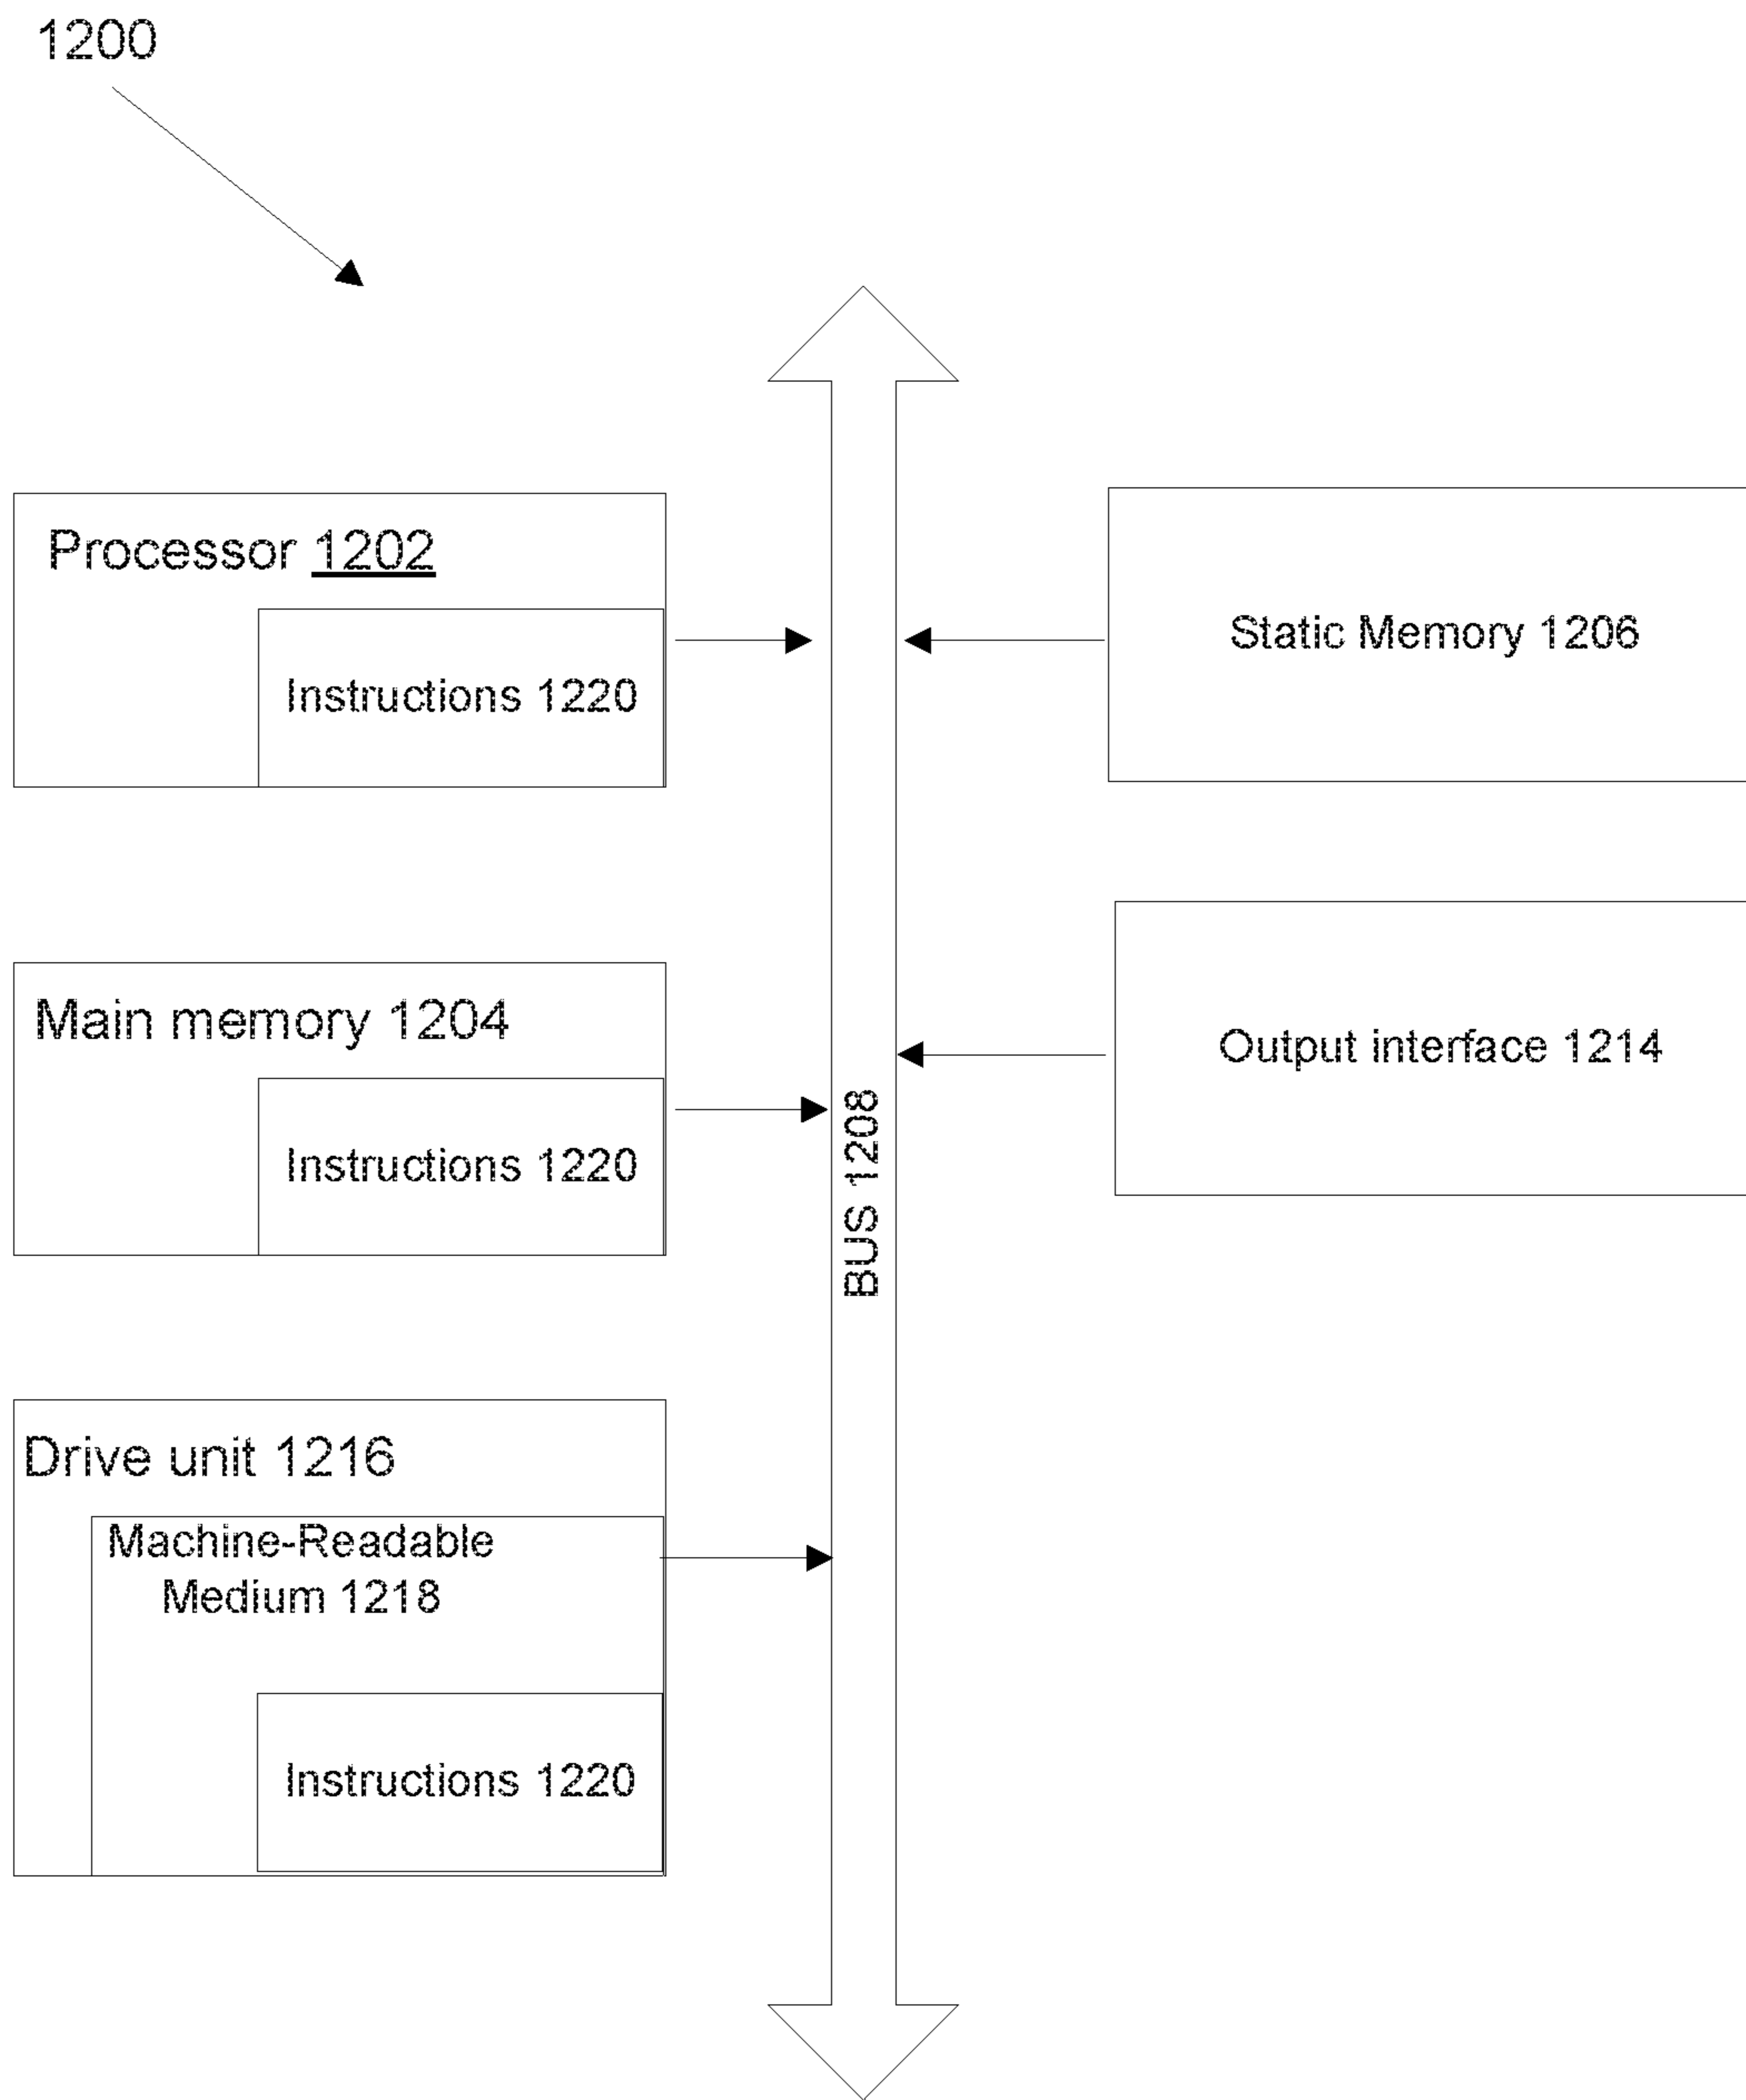 1200
Processor 1202
Instructions 1220
Static Memory 1206
Main memory 1204
Instructions 1220
Output interface 1214
BUS 1208
Drive unit 1216
Machine-Readable
Medium 1218
Instructions 1220